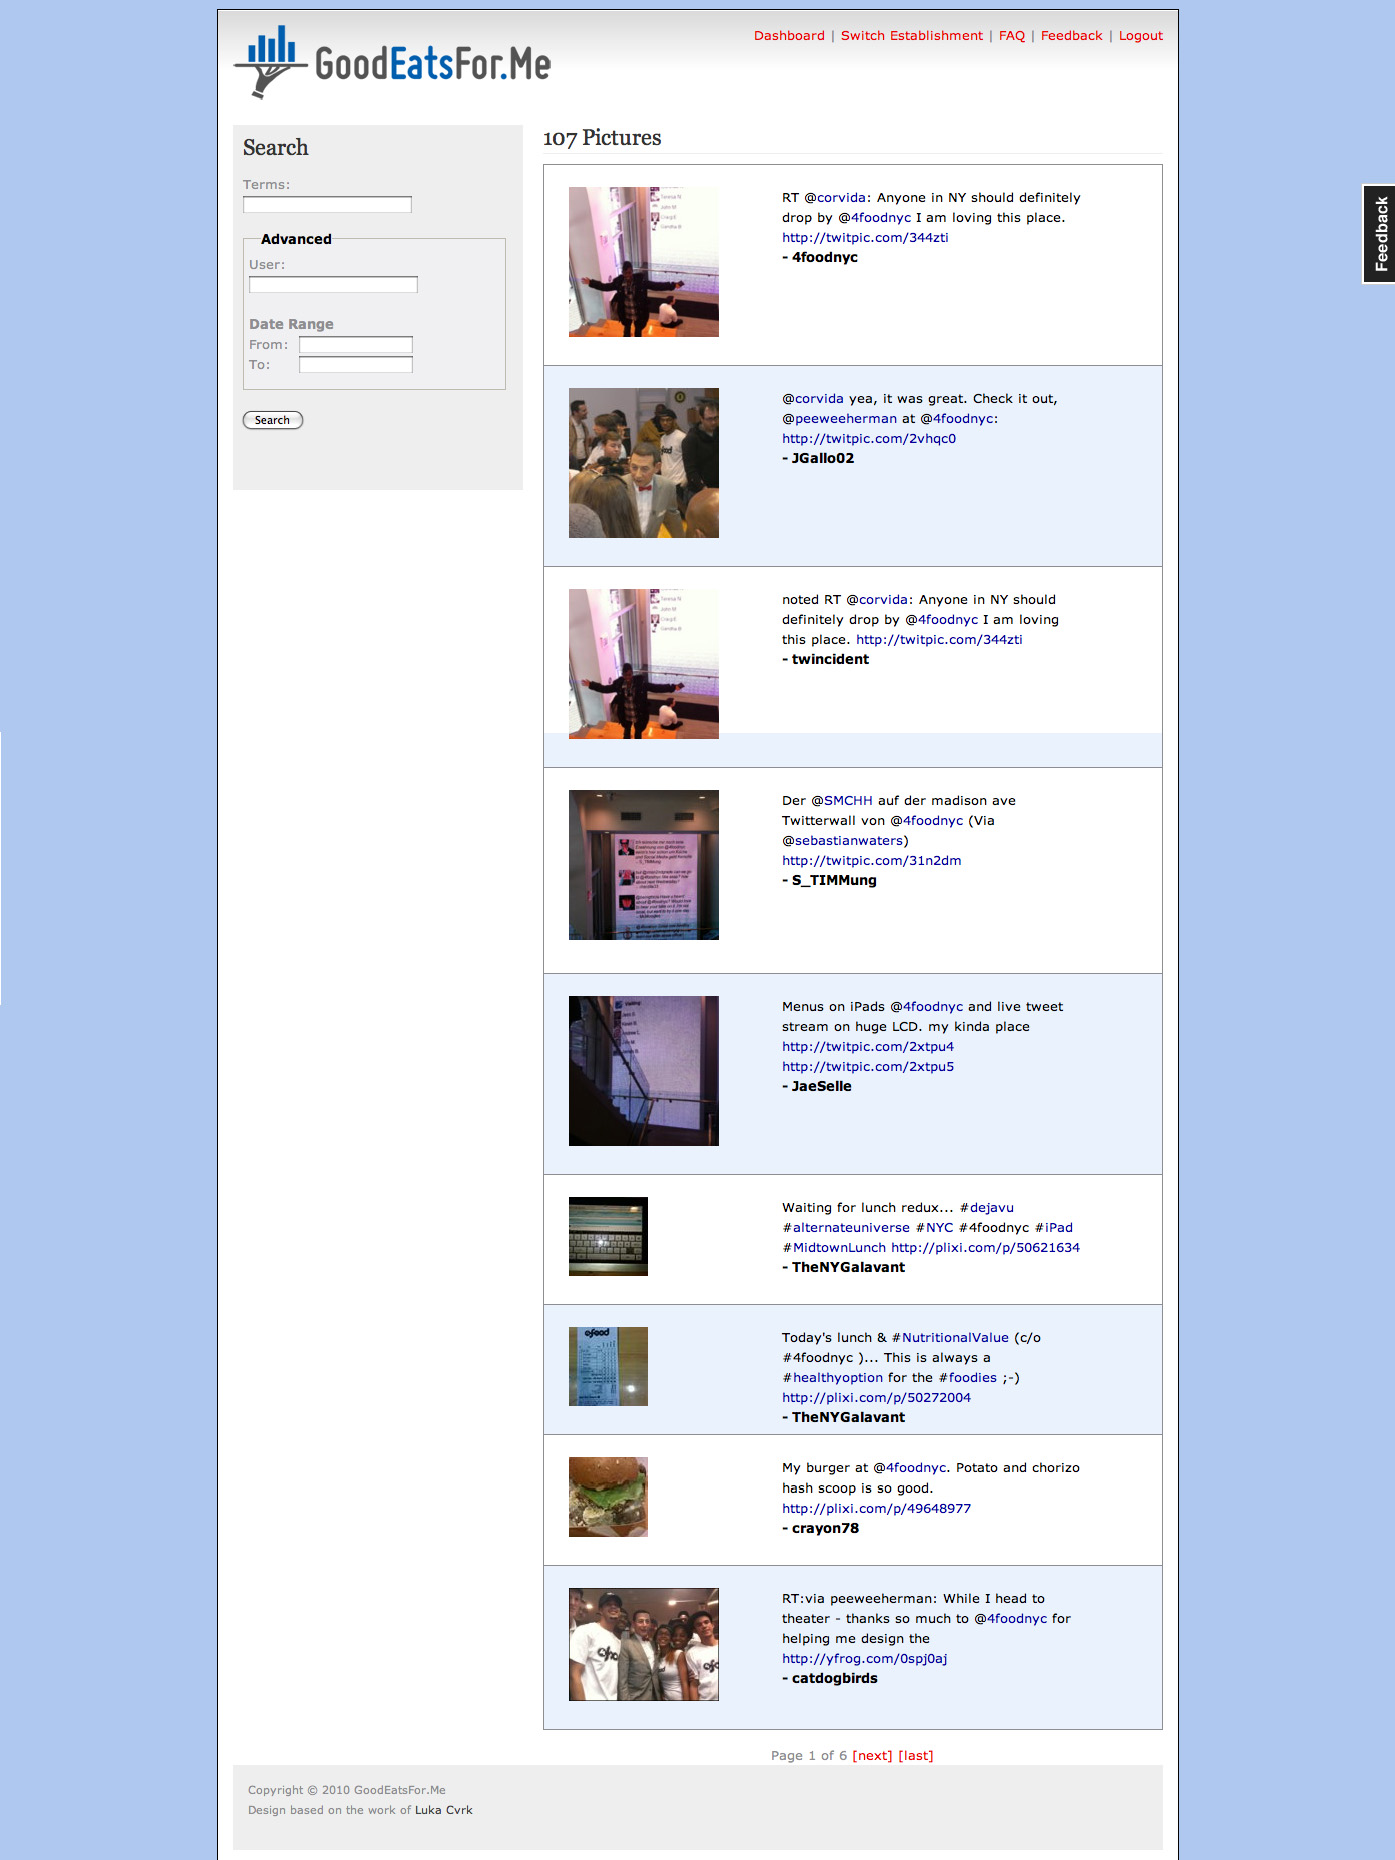 GoodEatsFor.Me
Dashboard | Switch Establishment | FAQ | Feedback | Logout
Search
Terms:
Advanced
User:
Date Range
From:
To:
Search
107 Pictures
RT @corvida: Anyone in NY should definitely
drop by @4foodnyc I am loving this place.
http://twitpic.com/344zti
- 4foodnyc
@corvida yea, it was great. Check it out,
@peeweeherman at @4foodnyc:
http://twitpic.com/2vhqc0
- JGallo02
noted RT @corvida: Anyone in NY should
definitely drop by @4foodnyc I am loving
this place. http://twitpic.com/344zti
- twincident
Der @SMCHH auf der madison ave
Twitterwall von @4foodnyc (Via
@sebastianwaters)
http://twitpic.com/31n2dm
- S_TIMMung
Menus on iPads @4foodnyc and live tweet
stream on huge LCD. my kinda place
http://twitpic.com/2xtpu4
http://twitpic.com/2xtpu5
- JaeSelle
Waiting for lunch redux... #dejavu
#alternateuniverse #NYC #4foodnyc #iPad
#MidtownLunch http://plixi.com/p/50621634
- TheNYGalavant
Today's lunch & #NutritionalValue (c/o
#4foodnyc )... This is always a
#healthyoption for the #foodies ;-)
http://plixi.com/p/50272004
- TheNYGalavant
My burger at @4foodnyc. Potato and chorizo
hash scoop is so good.
http://plixi.com/p/49648977
- crayon78
RT:via peeweeherman: While I head to
theater - thanks so much to @4foodnyc for
helping me design the
http://yfrog.com/0spj0aj
- catdogbirds
Page 1 of 6 [next] [last]
Copyright © 2010 GoodEatsFor.Me
Design based on the work of Luka Cvrk
Feedback